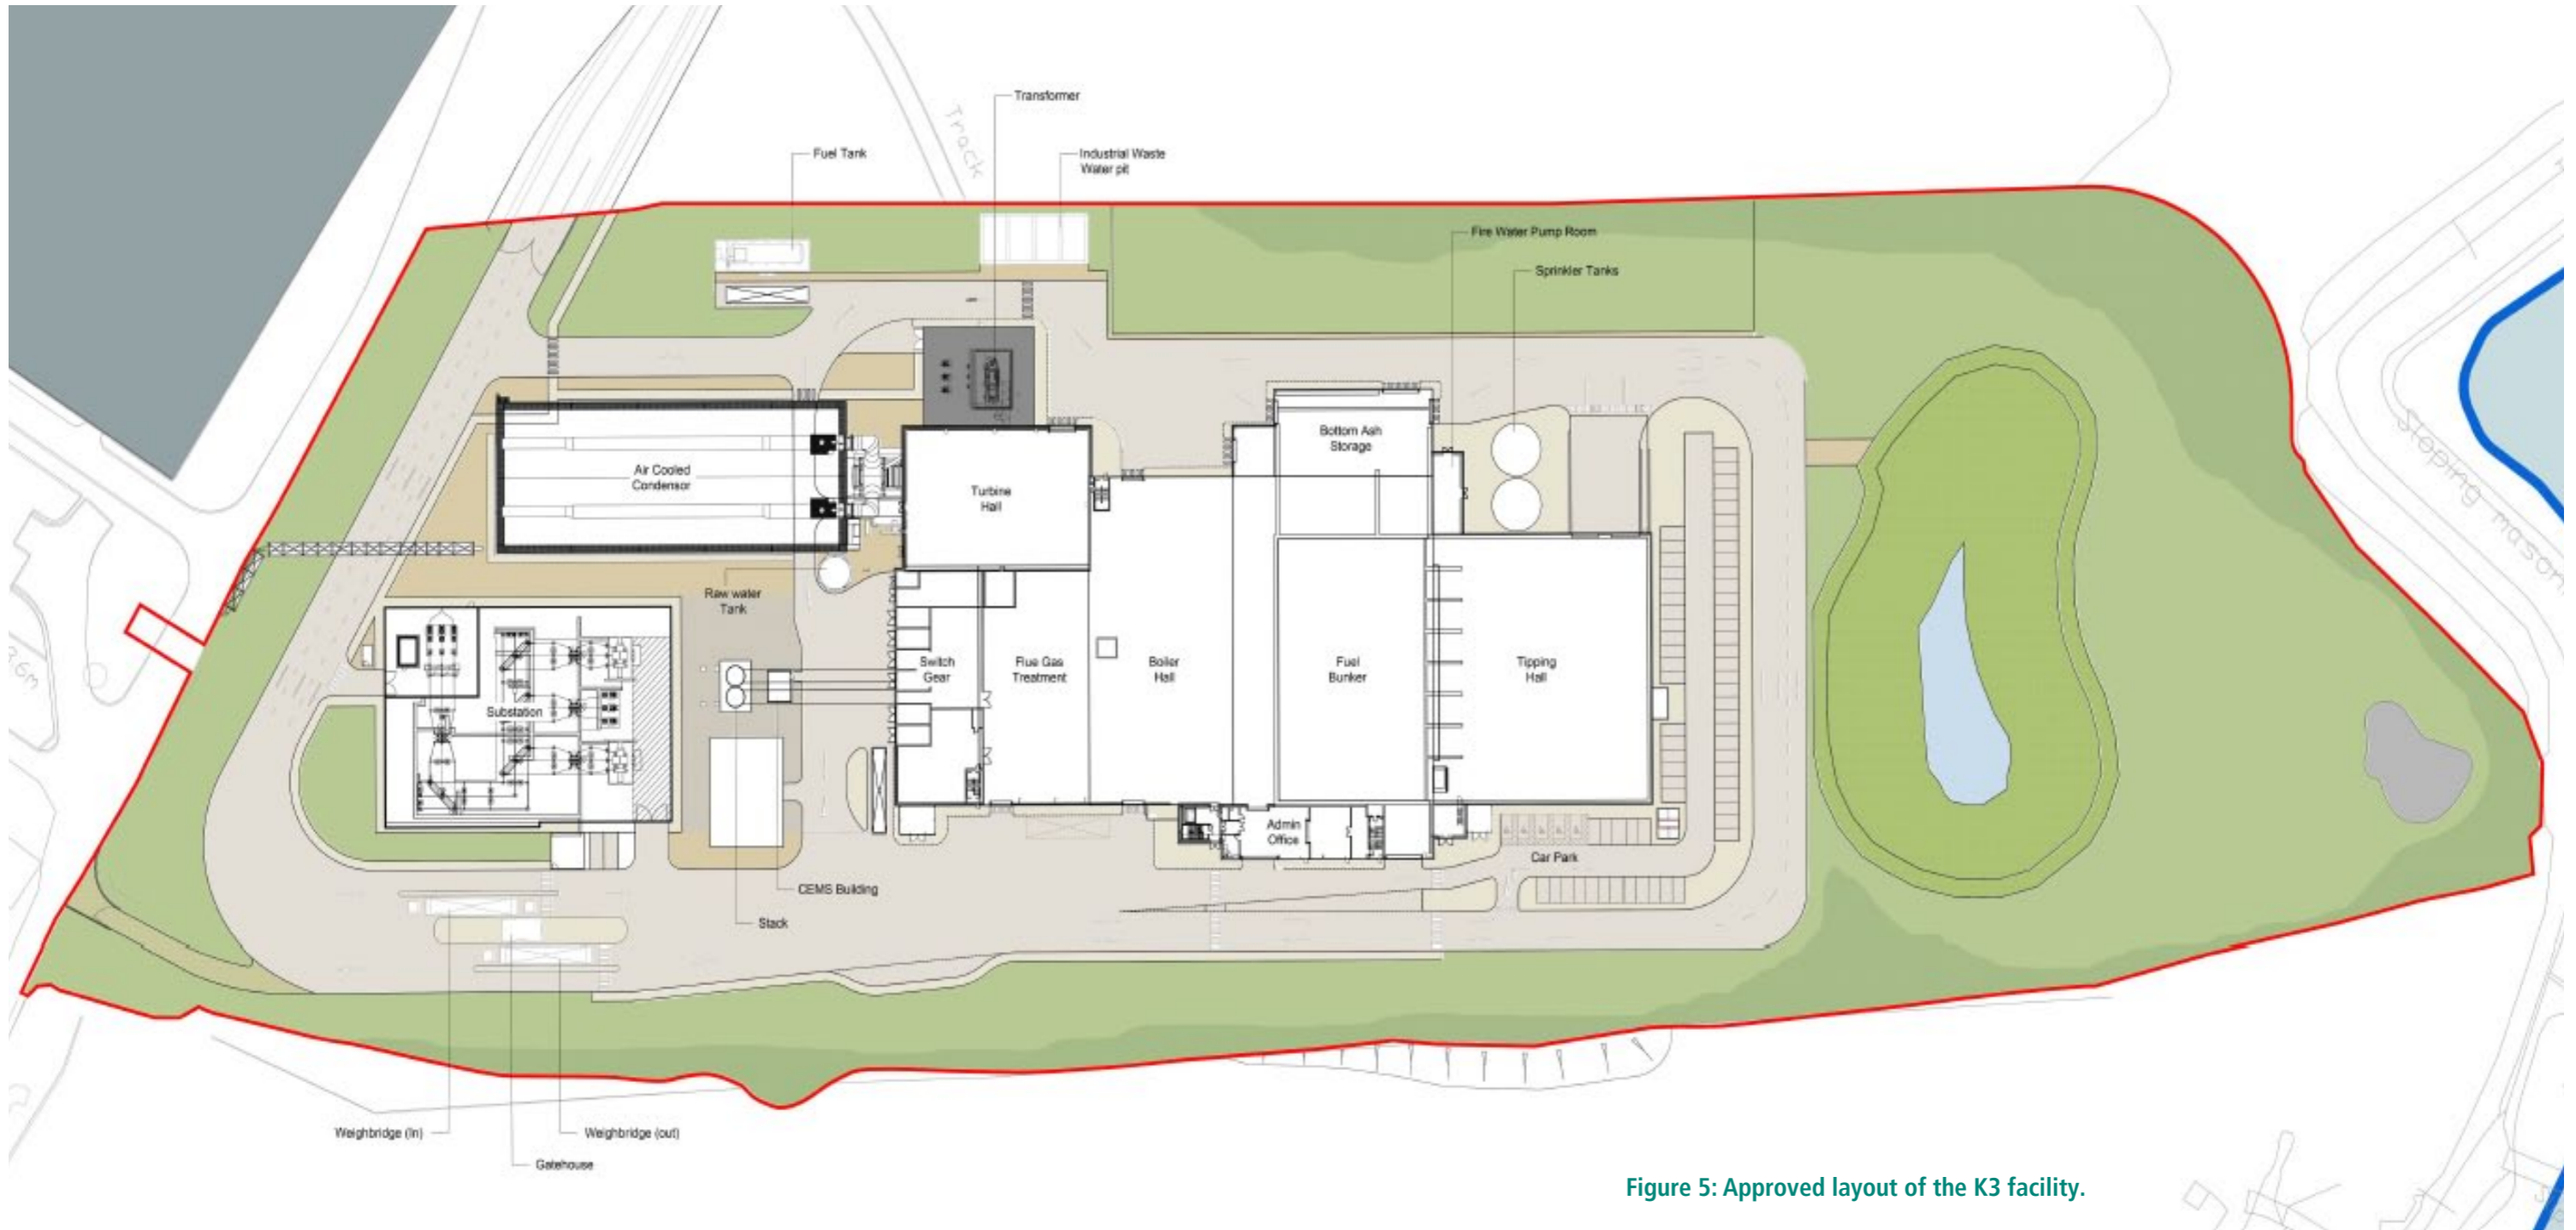 Transformer
Track
Fuel Tank
Industrial Waste
Water pit
Fire Water Pump Room
Sprinkler Tanks
Bottom Ash
Storage
Air Cooled
Condensor
Turbine
Hall
Sloping mason
Raw water
Tank
Switch
Gear
Flue Gas
Treatment
Boiler
Hall
Fuel
Bunker
Tipping
Hall
Substation
Admin
Office
Car Park
CEMS Building
Stack
Weighbridge (In)
Weighbridge (out)
Gatehouse
Figure 5: Approved layout of the K3 facility.